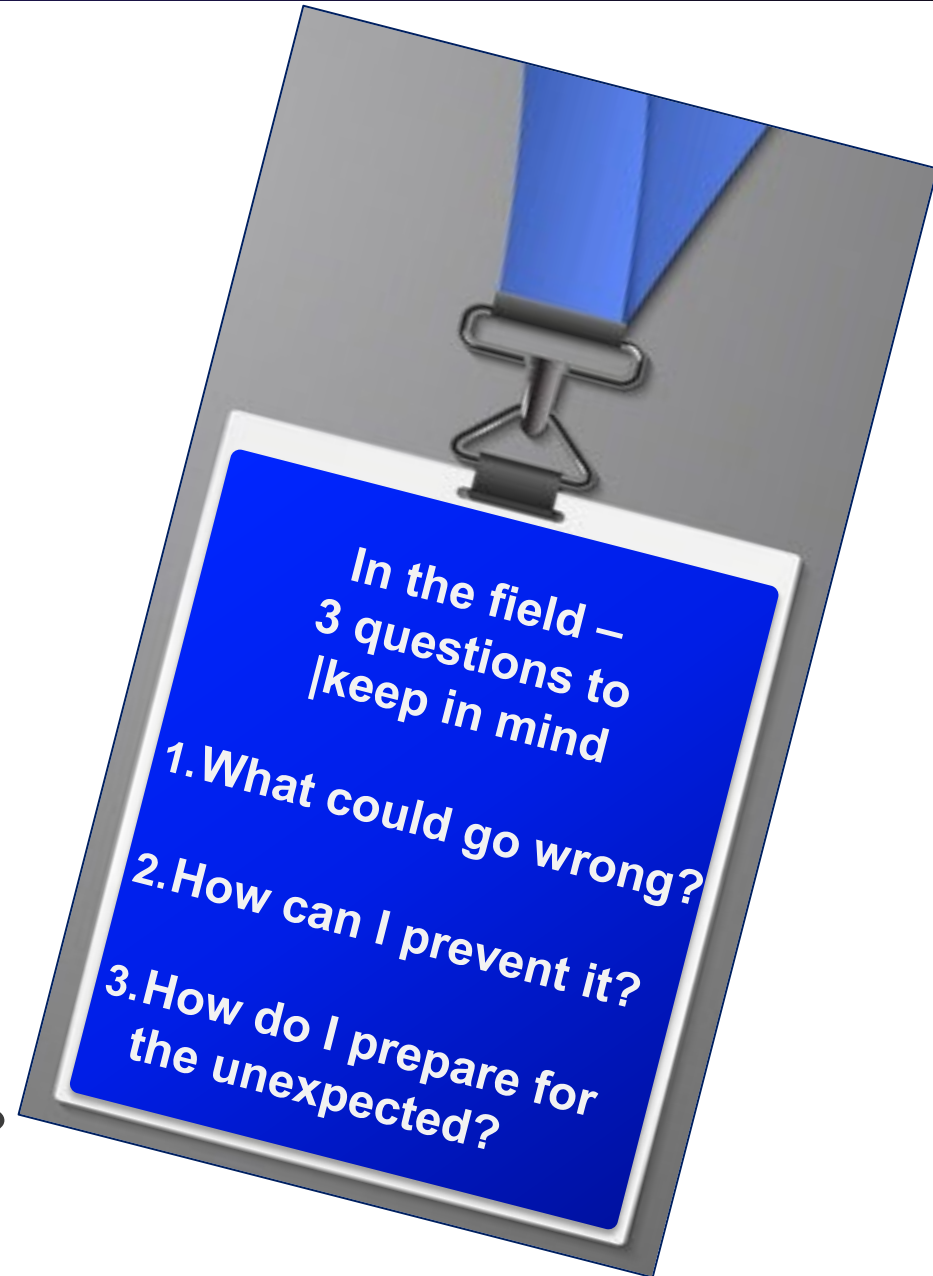 In the field –
3 questions to
|keep in mind
1.What could go wrong?
2.How can I prevent it?
3.How do I prepare for
the unexpected?